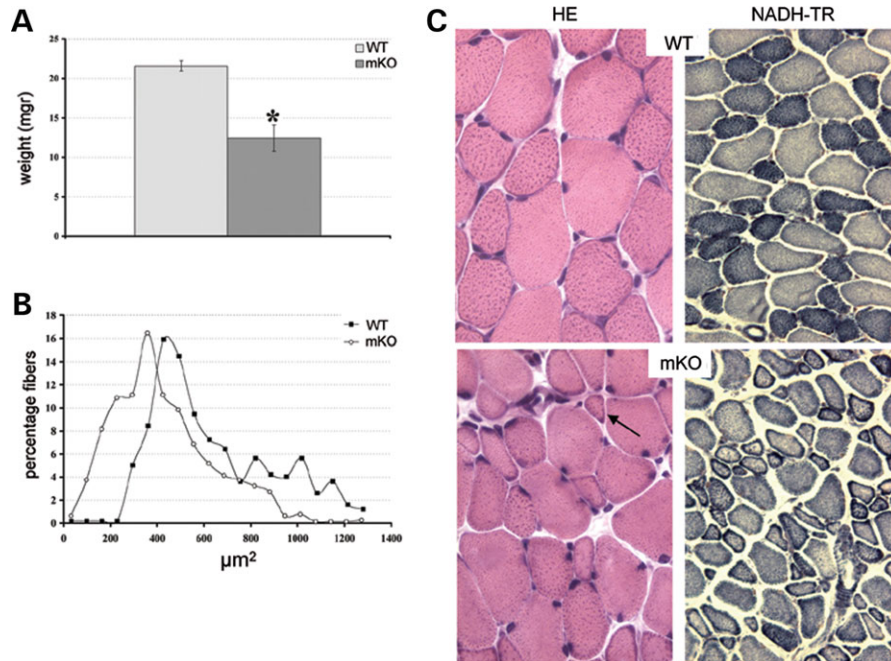 A
weight (mgr)
25
20
15
10
5
0
WT
mKO
*
B
percentage fibers
18
16
14
12
10
8
6
4
2
0
0 200 400 600 800 1000 1200 1400
µm²
WT
mKO
C
HE NADH-TR
WT
mKO